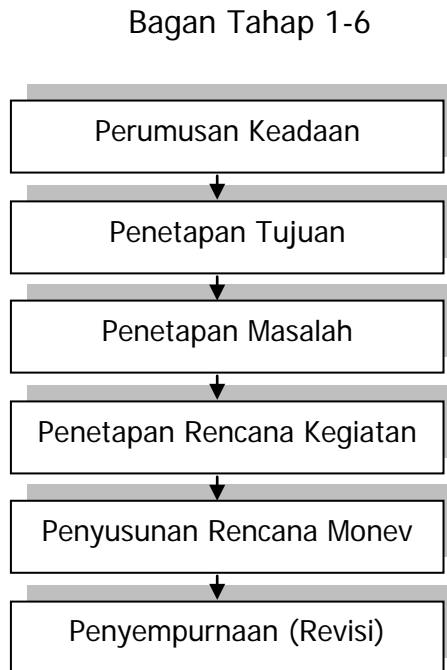 Bagan Tahap 1-6
Perumusan Keadaan
Penetapan Tujuan
Penetapan Masalah
Penetapan Rencana Kegiatan
Penyusunan Rencana Monev
Penyempurnaan (Revisi)